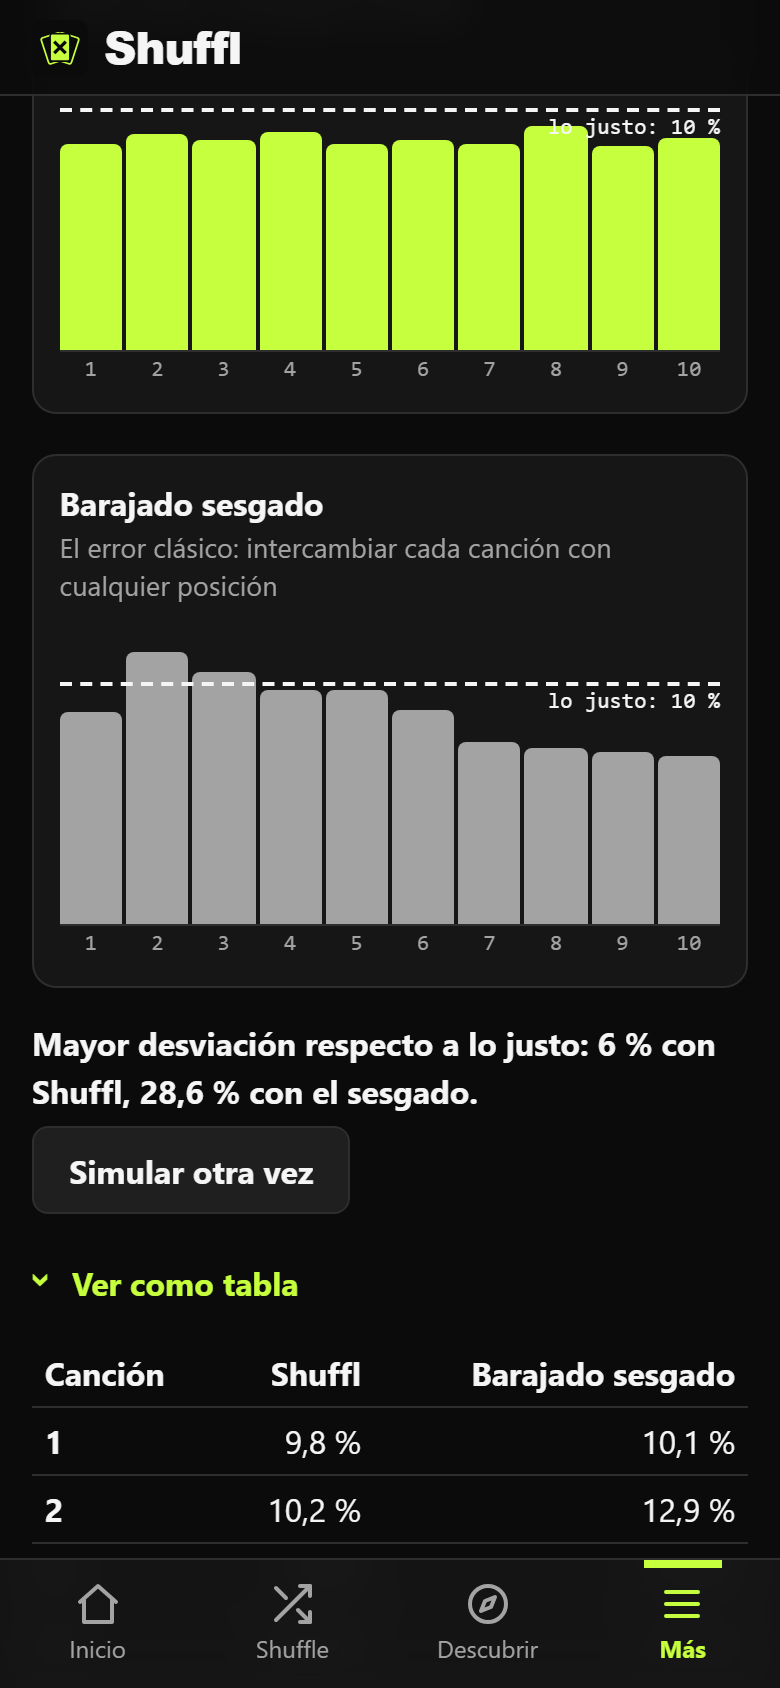 Shuffl
lo justo: 10 %
1 2 3 4 5 6 7 8 9 10
Barajado sesgado
El error clásico: intercambiar cada canción con
cualquier posición
lo justo: 10 %
1 2 3 4 5 6 7 8 9 10
Mayor desviación respecto a lo justo: 6 % con
Shuffl, 28,6 % con el sesgado.
Simular otra vez
Ver como tabla
Canción Shuffl Barajado sesgado
1 9,8 % 10,1 %
2 10,2 % 12,9 %
Inicio Shuffle Descubrir Más